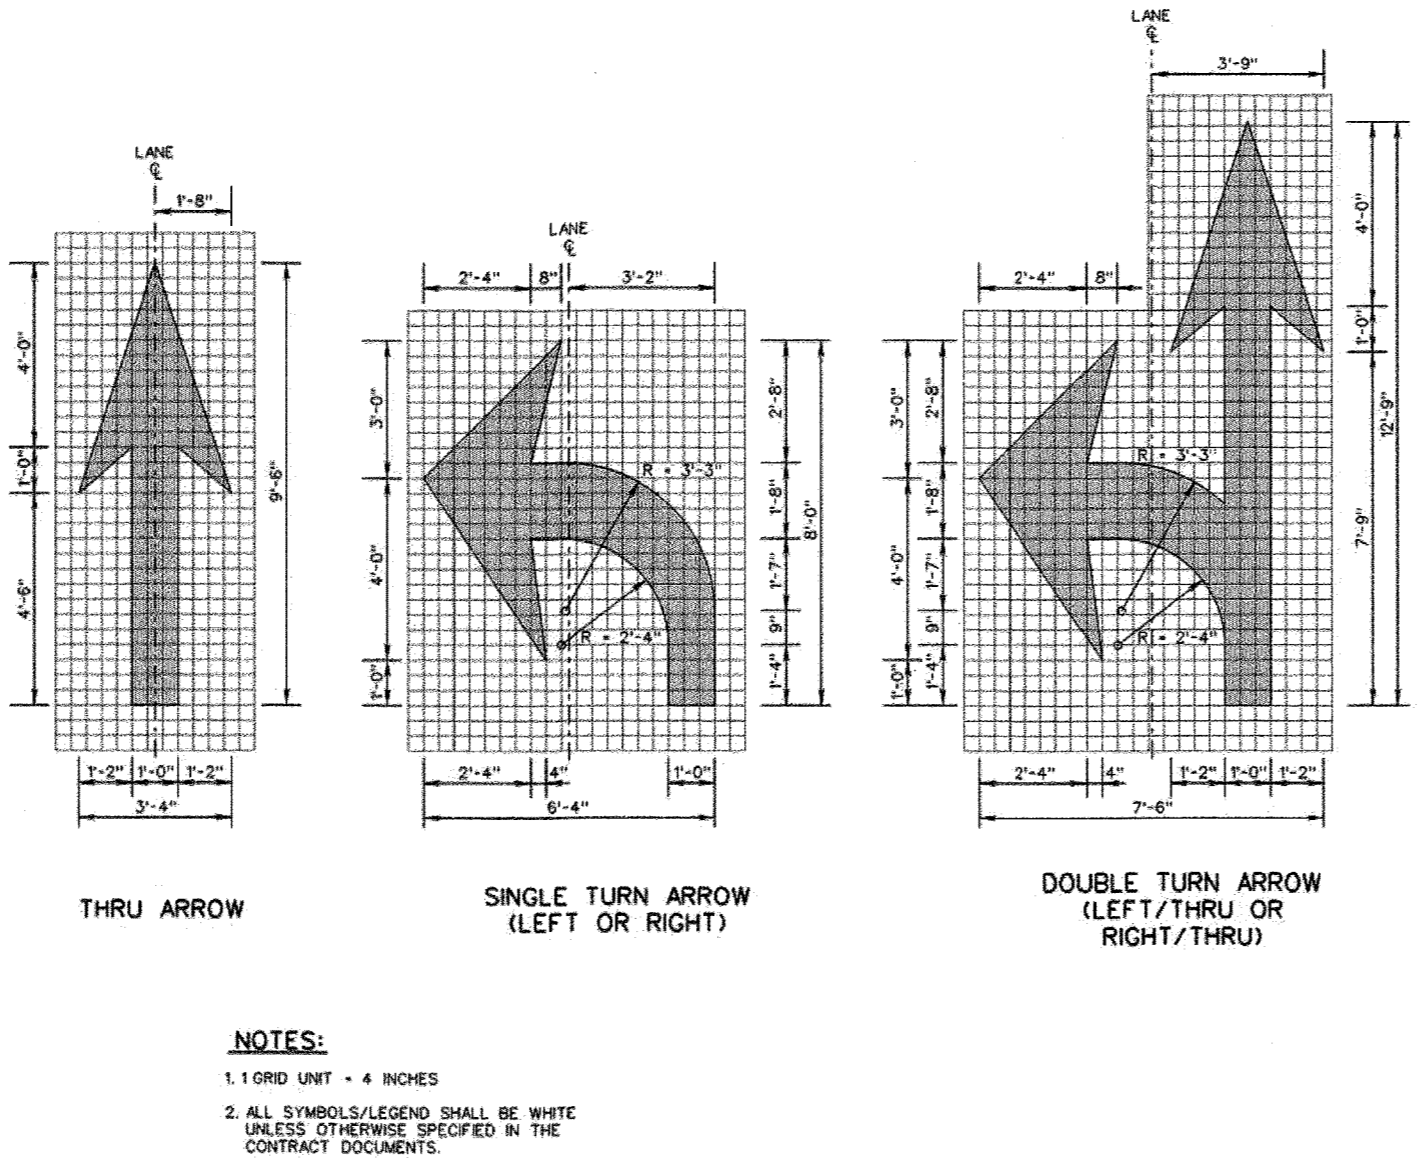 LANE
℄
1'-8"
4'-0"
1'-0"
4'-6"
9'-6"
1'-2" 1'-0" 1'-2"
3'-4"
THRU ARROW
LANE
℄
2'-4" 8" 3'-2"
3'-0"
4'-0"
1'-0"
R = 3'-3"
R = 2'-4"
2'-8"
1'-8"
1'-7"
9"
1'-4"
8'-0"
2'-4" 4" 1'-0"
6'-4"
SINGLE TURN ARROW
(LEFT OR RIGHT)
LANE
℄
3'-9"
2'-4" 8"
3'-0"
4'-0"
1'-0"
2'-8"
1'-8"
1'-7"
9"
1'-4"
R = 3'-3"
R = 2'-4"
4'-0"
1'-0"
7'-9"
12'-9"
2'-4" 4" 1'-2" 1'-0" 1'-2"
7'-6"
DOUBLE TURN ARROW
(LEFT/THRU OR
RIGHT/THRU)
NOTES:
1. 1 GRID UNIT = 4 INCHES
2. ALL SYMBOLS/LEGEND SHALL BE WHITE
UNLESS OTHERWISE SPECIFIED IN THE
CONTRACT DOCUMENTS.